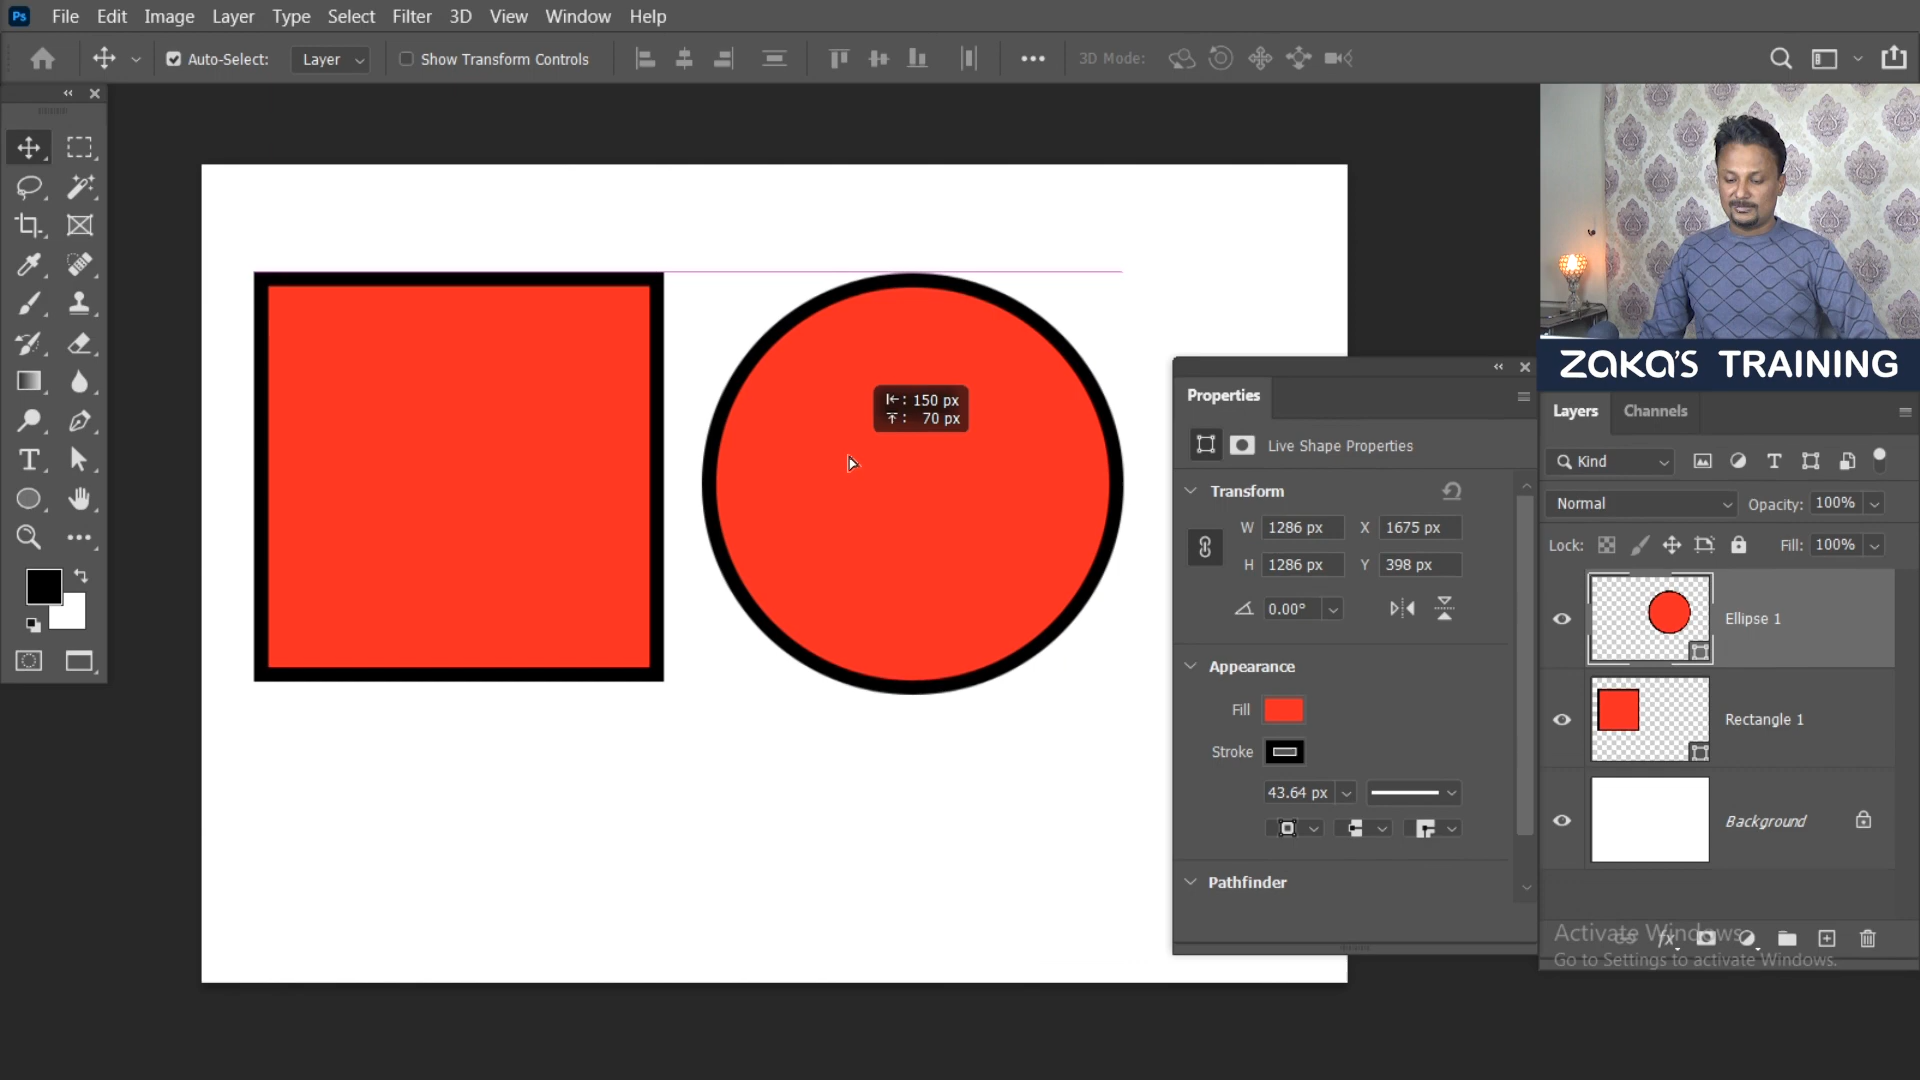 Ps File Edit Image Layer Type Select Filter 3D View Window Help
Auto-Select: Layer Show Transform Controls 3D Mode:
ZAKA'S TRAINING
150 px
70 px
Properties
Live Shape Properties
Transform
W 1286 px X 1675 px
H 1286 px Y 398 px
0.00°
Appearance
Fill
Stroke
43.64 px
Pathfinder
Layers Channels
Kind
Normal Opacity: 100%
Lock: Fill: 100%
Ellipse 1
Rectangle 1
Background
Activate Windows
Go to Settings to activate Windows.